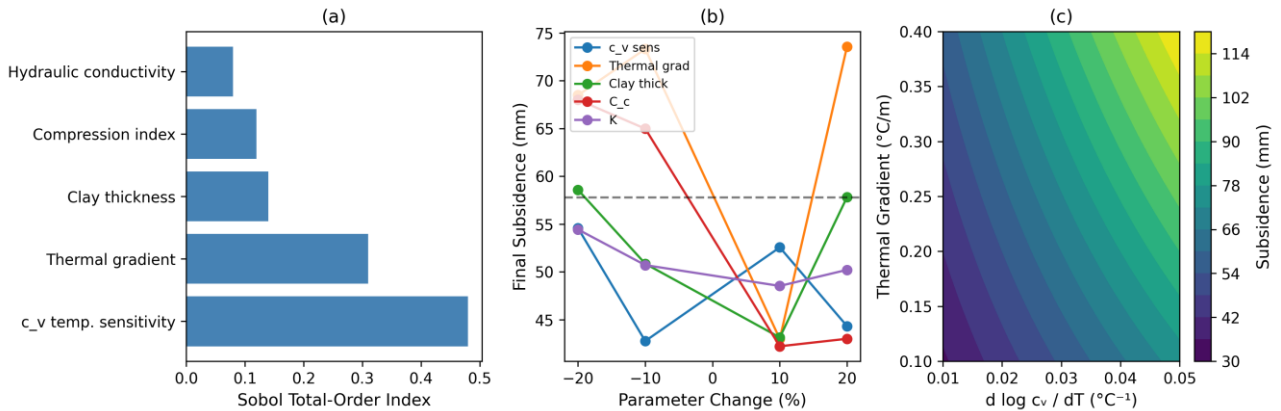 (a)
Hydraulic conductivity
Compression index
Clay thickness
Thermal gradient
c_v temp. sensitivity
0.0 0.1 0.2 0.3 0.4 0.5
Sobol Total-Order Index
(b)
Final Subsidence (mm)
75
70
65
60
55
50
45
c_v sens
Thermal grad
Clay thick
C_c
K
−20 −10 0 10 20
Parameter Change (%)
(c)
Thermal Gradient (°C/m)
0.40
0.35
0.30
0.25
0.20
0.15
0.10
0.01 0.02 0.03 0.04 0.05
d log cᵥ / dT (°C⁻¹)
114
102
90
78
66
54
42
30
Subsidence (mm)